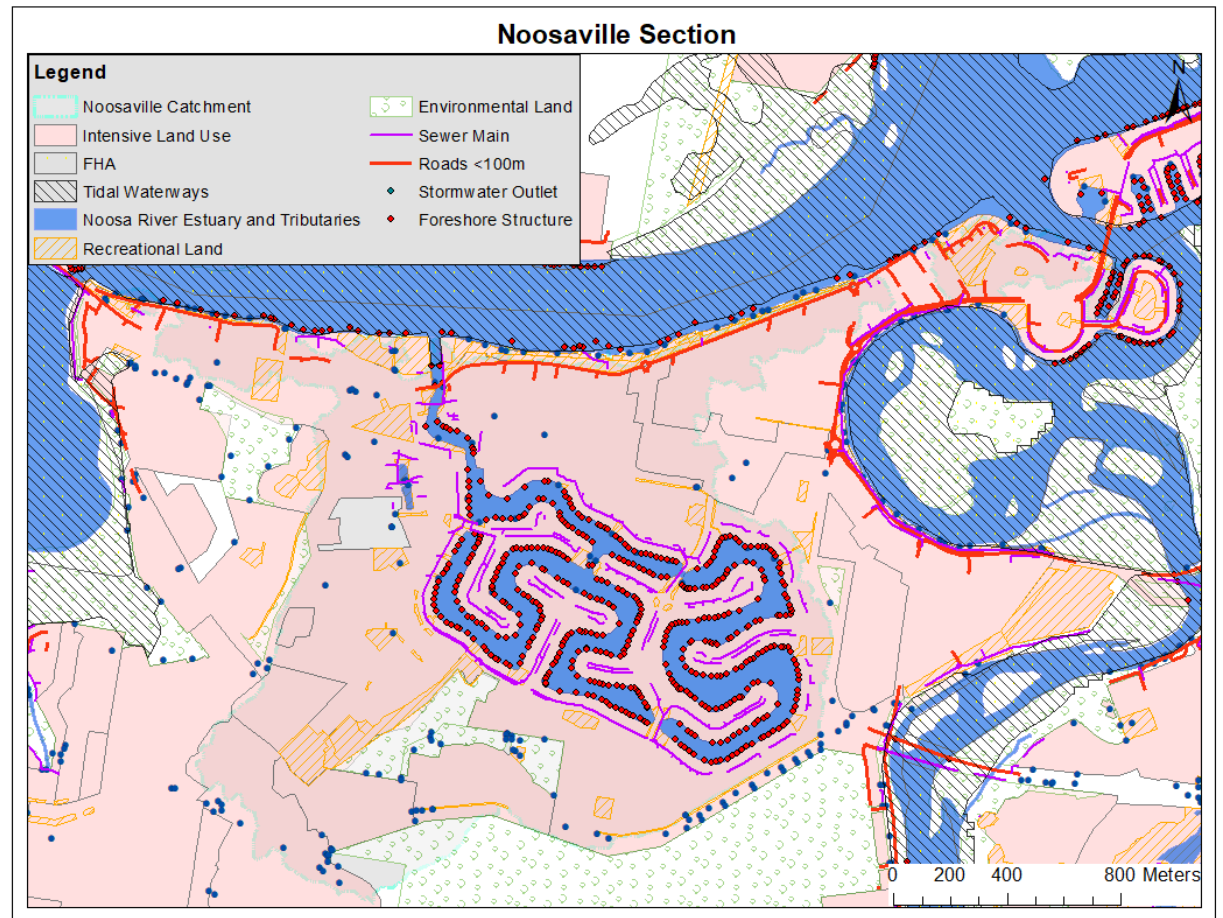 Noosaville Section
Legend
Noosaville Catchment
Intensive Land Use
FHA
Tidal Waterways
Noosa River Estuary and Tributaries
Recreational Land
Environmental Land
Sewer Main
Roads <100m
Stormwater Outlet
Foreshore Structure
N
0 200 400 800 Meters